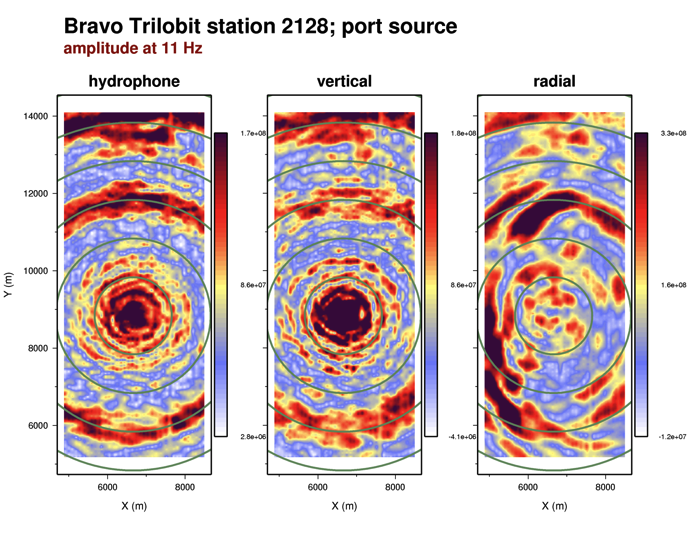 Bravo Trilobit station 2128; port source
amplitude at 11 Hz
hydrophone
vertical
radial
14000
12000
10000
8000
6000
Y (m)
1.7e+08
8.6e+07
2.8e+06
1.8e+08
8.6e+07
-4.1e+06
3.3e+08
1.6e+08
-1.2e+07
6000 8000
6000 8000
6000 8000
X (m)
X (m)
X (m)